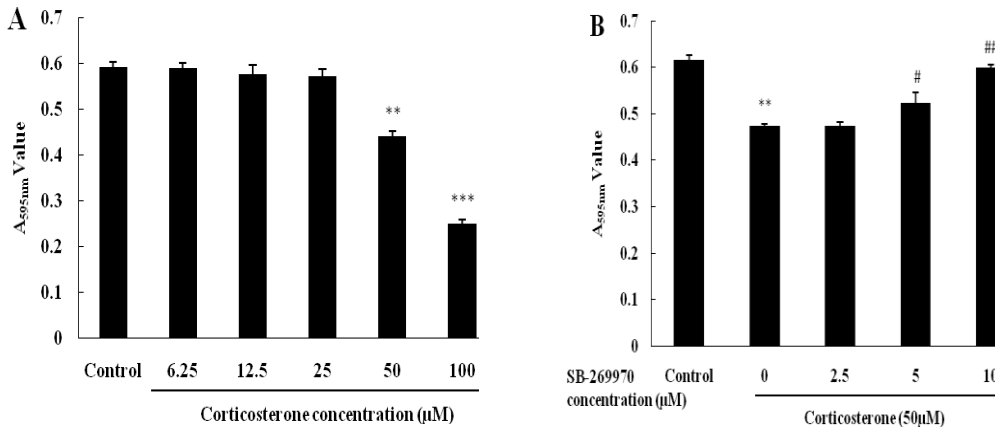 A
0.7
0.6
0.5
0.4
0.3
0.2
0.1
0
A595nm Value
**
***
Control 6.25 12.5 25 50 100
Corticosterone concentration (μM)
B
0.7
0.6
0.5
0.4
0.3
0.2
0.1
0
A595nm Value
**
#
##
SB-269970 concentration (μM)
Control 0 2.5 5 10
Corticosterone (50μM)